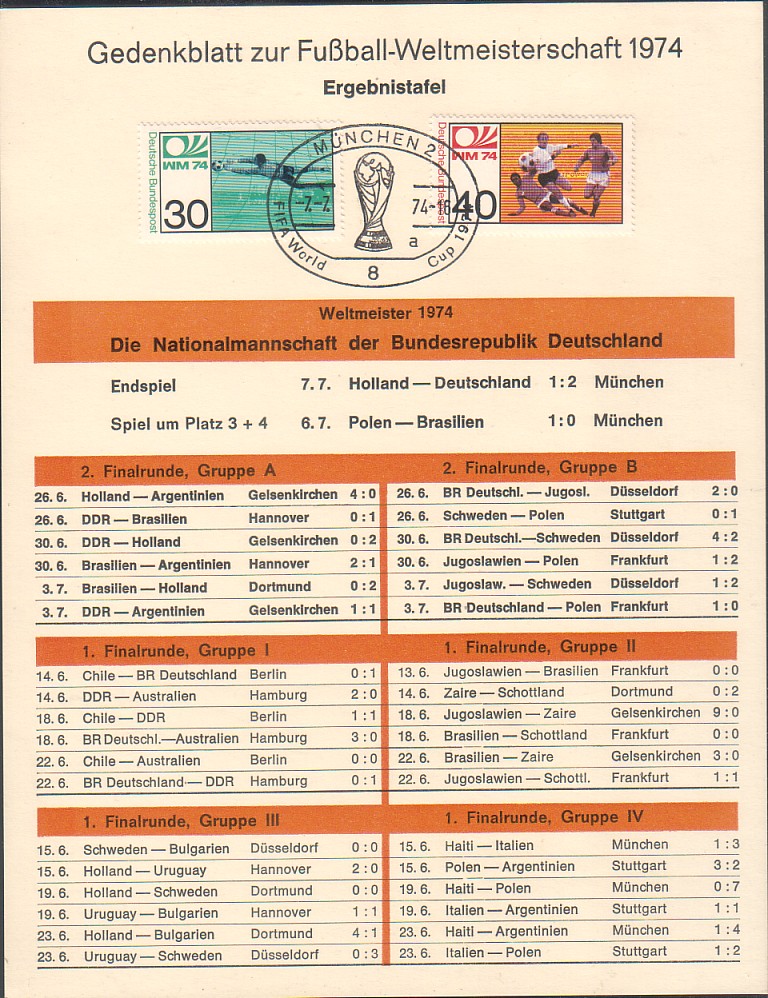 Gedenkblatt zur Fußball-Weltmeisterschaft 1974
Ergebnistafel
Deutsche Bundespost
WM 74
30
MÜNCHEN 2
-7.-7.
74-16
a
8
FIFA World Cup 1974
Deutsche Bundespost
WM 74
40
Weltmeister 1974
Die Nationalmannschaft der Bundesrepublik Deutschland
Endspiel 7. 7. Holland — Deutschland 1 : 2 München
Spiel um Platz 3 + 4 6. 7. Polen — Brasilien 1 : 0 München
2. Finalrunde, Gruppe A
26. 6. Holland — Argentinien Gelsenkirchen 4 : 0
26. 6. DDR — Brasilien Hannover 0 : 1
30. 6. DDR — Holland Gelsenkirchen 0 : 2
30. 6. Brasilien — Argentinien Hannover 2 : 1
3. 7. Brasilien — Holland Dortmund 0 : 2
3. 7. DDR — Argentinien Gelsenkirchen 1 : 1
2. Finalrunde, Gruppe B
26. 6. BR Deutschl. — Jugosl. Düsseldorf 2 : 0
26. 6. Schweden — Polen Stuttgart 0 : 1
30. 6. BR Deutschl.—Schweden Düsseldorf 4 : 2
30. 6. Jugoslawien — Polen Frankfurt 1 : 2
3. 7. Jugoslaw. — Schweden Düsseldorf 1 : 2
3. 7. BR Deutschland — Polen Frankfurt 1 : 0
1. Finalrunde, Gruppe I
14. 6. Chile — BR Deutschland Berlin 0 : 1
14. 6. DDR — Australien Hamburg 2 : 0
18. 6. Chile — DDR Berlin 1 : 1
18. 6. BR Deutschl.—Australien Hamburg 3 : 0
22. 6. Chile — Australien Berlin 0 : 0
22. 6. BR Deutschland — DDR Hamburg 0 : 1
1. Finalrunde, Gruppe II
13. 6. Jugoslawien — Brasilien Frankfurt 0 : 0
14. 6. Zaire — Schottland Dortmund 0 : 2
18. 6. Jugoslawien — Zaire Gelsenkirchen 9 : 0
18. 6. Brasilien — Schottland Frankfurt 0 : 0
22. 6. Brasilien — Zaire Gelsenkirchen 3 : 0
22. 6. Jugoslawien — Schottl. Frankfurt 1 : 1
1. Finalrunde, Gruppe III
15. 6. Schweden — Bulgarien Düsseldorf 0 : 0
15. 6. Holland — Uruguay Hannover 2 : 0
19. 6. Holland — Schweden Dortmund 0 : 0
19. 6. Uruguay — Bulgarien Hannover 1 : 1
23. 6. Holland — Bulgarien Dortmund 4 : 1
23. 6. Uruguay — Schweden Düsseldorf 0 : 3
1. Finalrunde, Gruppe IV
15. 6. Haiti — Italien München 1 : 3
15. 6. Polen — Argentinien Stuttgart 3 : 2
19. 6. Haiti — Polen München 0 : 7
19. 6. Italien — Argentinien Stuttgart 1 : 1
23. 6. Haiti — Argentinien München 1 : 4
23. 6. Italien — Polen Stuttgart 1 : 2